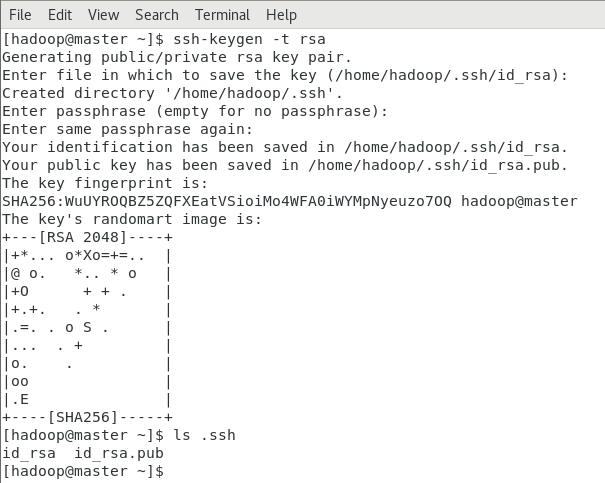 File Edit View Search Terminal Help
[hadoop@master ~]$ ssh-keygen -t rsa
Generating public/private rsa key pair.
Enter file in which to save the key (/home/hadoop/.ssh/id_rsa):
Created directory '/home/hadoop/.ssh'.
Enter passphrase (empty for no passphrase):
Enter same passphrase again:
Your identification has been saved in /home/hadoop/.ssh/id_rsa.
Your public key has been saved in /home/hadoop/.ssh/id_rsa.pub.
The key fingerprint is:
SHA256:WuUYROQBZ5ZQFXEatVSioiMo4WFA0iWYMpNyeuzo7OQ hadoop@master
The key's randomart image is:
+---[RSA 2048]----+
|+*... o*Xo=+=..  |
|@ o.   *.. * o   |
|+O      + + .    |
|+.+.   . *       |
|.=. . o S .      |
|...  . +         |
|o.    .          |
|oo               |
|.E               |
+----[SHA256]-----+
[hadoop@master ~]$ ls .ssh
id_rsa  id_rsa.pub
[hadoop@master ~]$